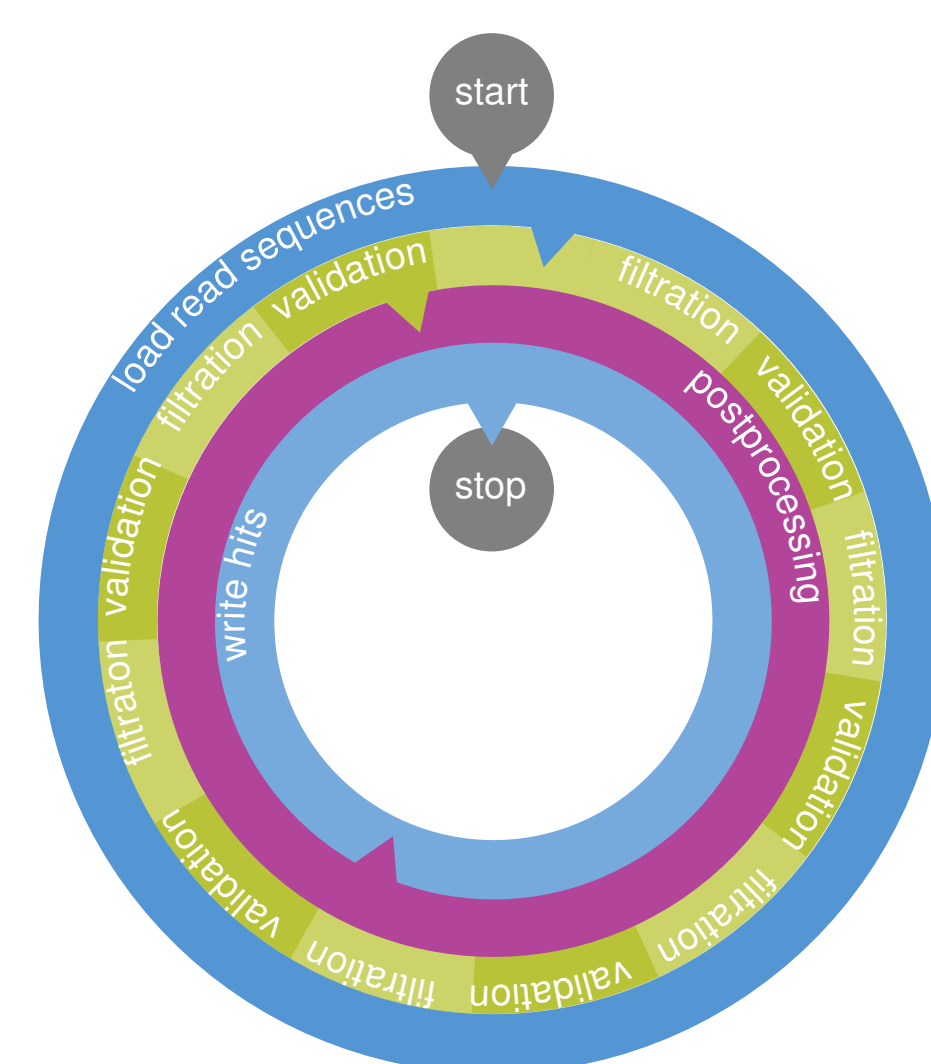 start
load read sequences
filtration
validation
filtration
validation
filtration
validation
filtration
validation
filtraton
validation
filtration
validation
postprocessing
write hits
stop